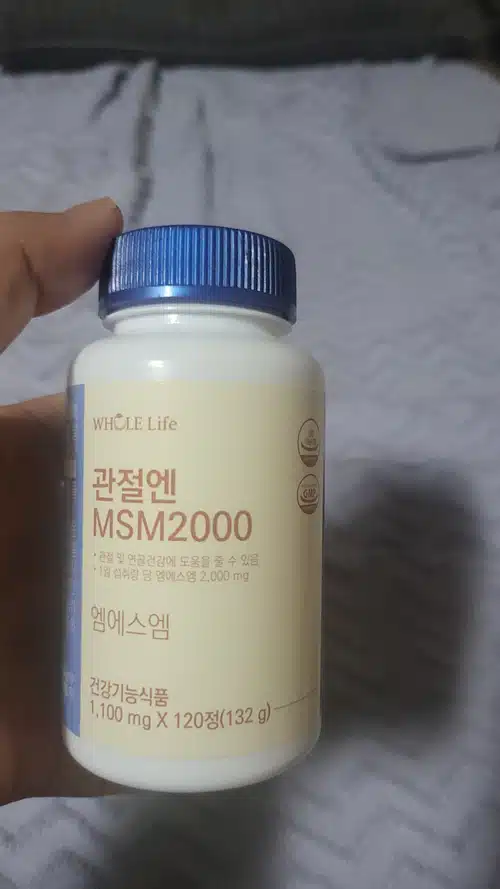 WHOLE Life
관절엔
MSM2000
• 관절 및 연골건강에 도움을 줄 수 있음
• 1일 섭취량 당 엠에스엠 2,000 mg
엠에스엠
건강기능식품
1,100 mg X 120정(132 g)
GMP